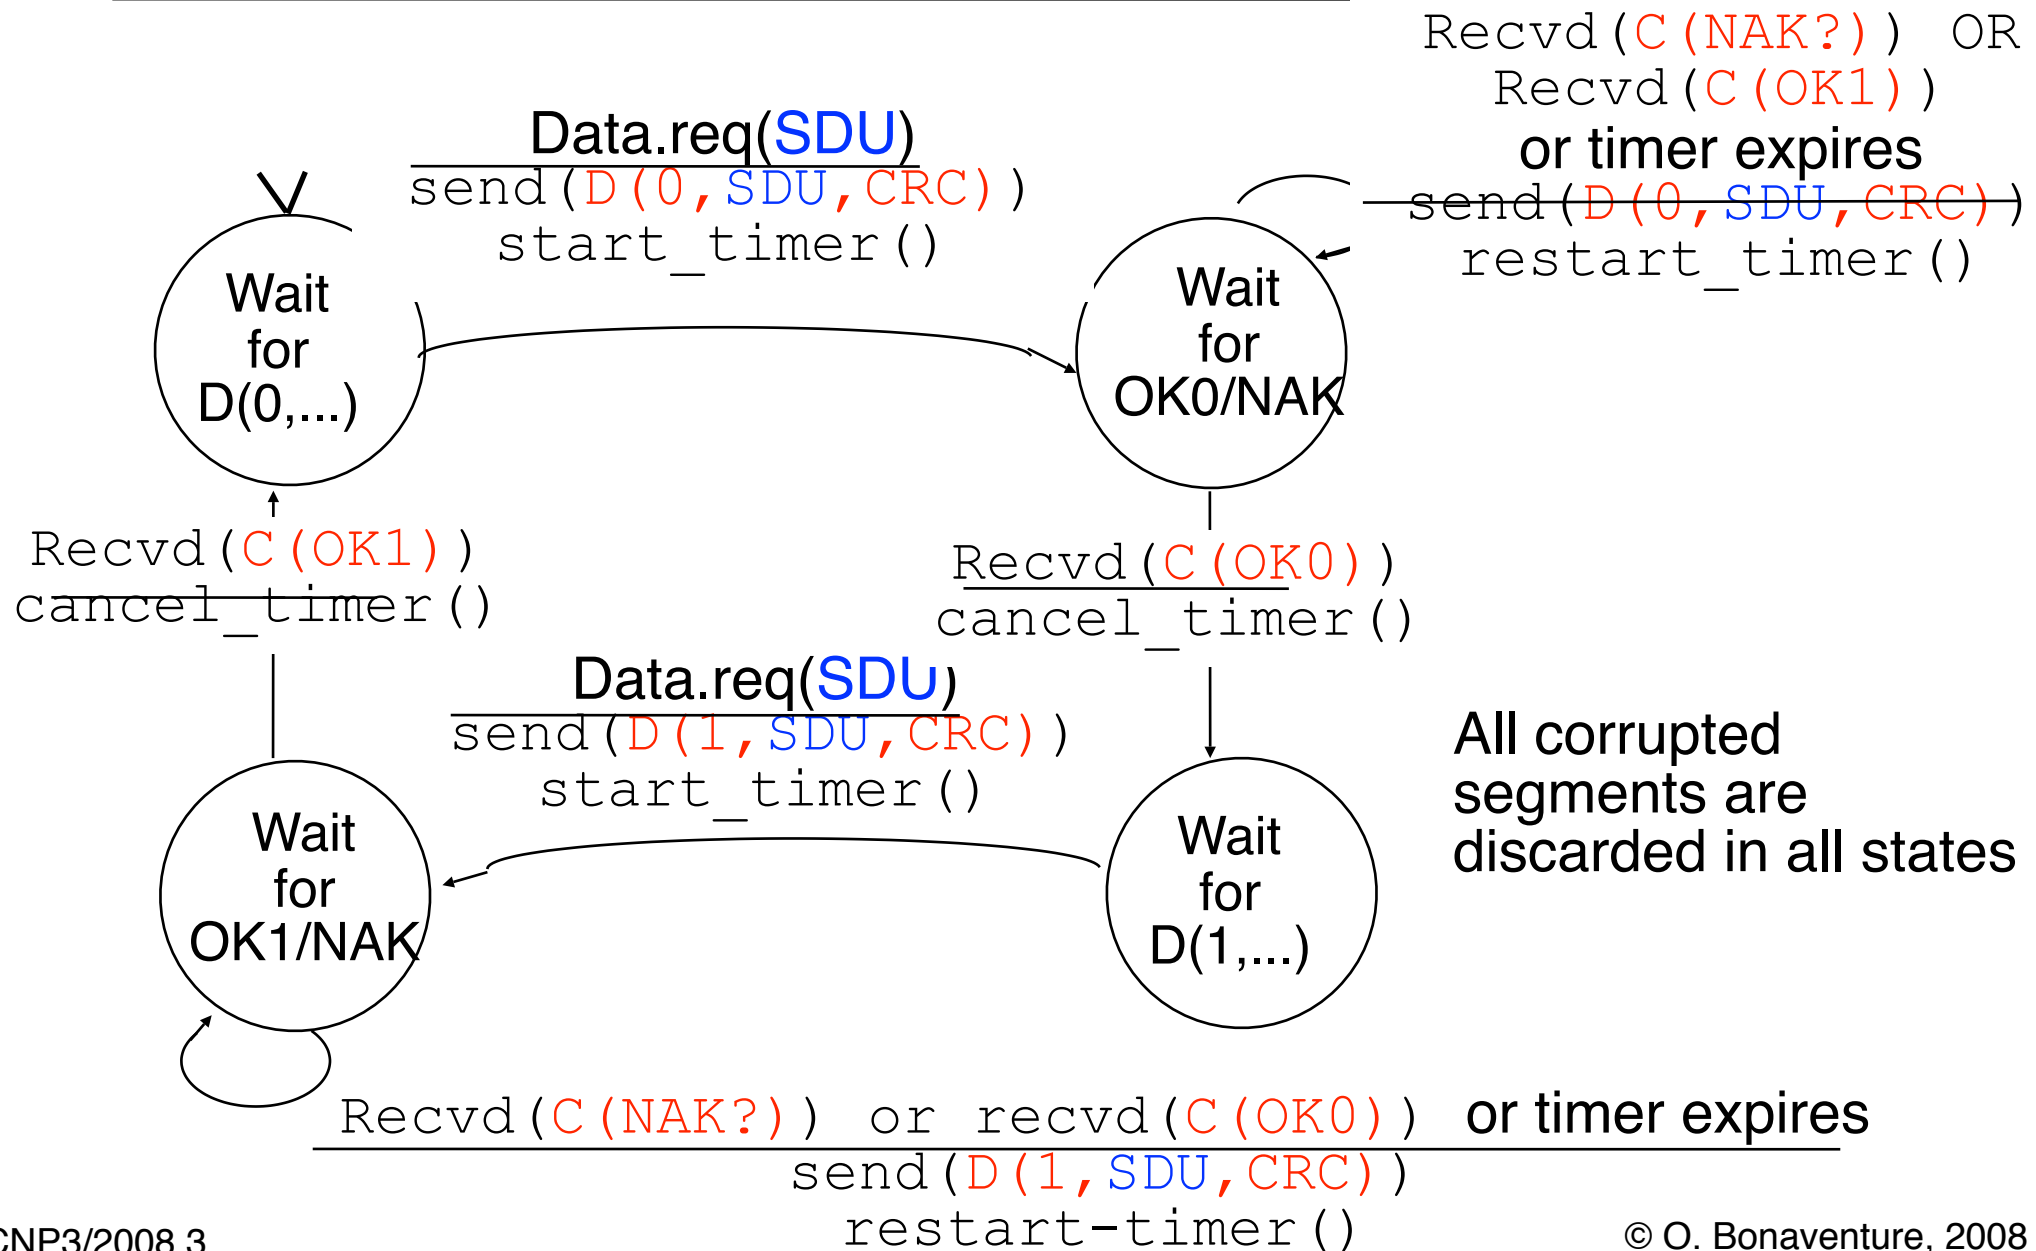 Recvd(C(NAK?)) OR
Recvd(C(OK1))
or timer expires
send(D(0,SDU,CRC))
restart_timer()
Data.req(SDU)
send(D(0,SDU,CRC))
start_timer()
Wait
for
D(0,...)
Wait
for
OK0/NAK
Recvd(C(OK1))
cancel_timer()
Recvd(C(OK0))
cancel_timer()
Data.req(SDU)
send(D(1,SDU,CRC))
start_timer()
All corrupted
segments are
discarded in all states
Wait
for
OK1/NAK
Wait
for
D(1,...)
Recvd(C(NAK?)) or recvd(C(OK0)) or timer expires
send(D(1,SDU,CRC))
restart-timer()
CNP3/2008.3
© O. Bonaventure, 2008